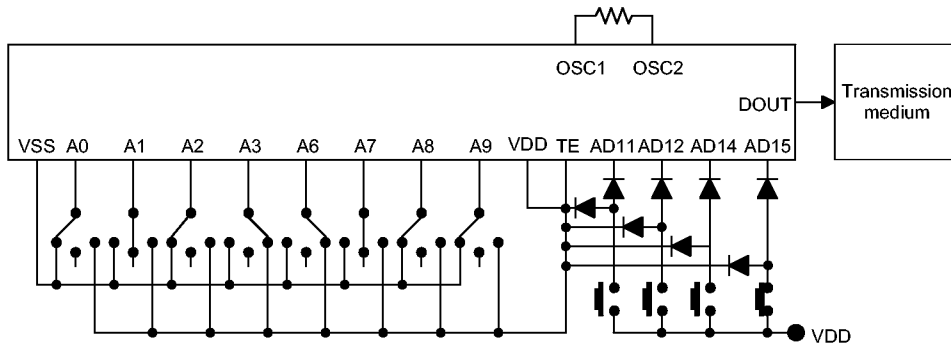 OSC1 OSC2
DOUT
Transmission
medium
VSS A0 A1 A2 A3 A6 A7 A8 A9 VDD TE AD11 AD12 AD14 AD15
VDD